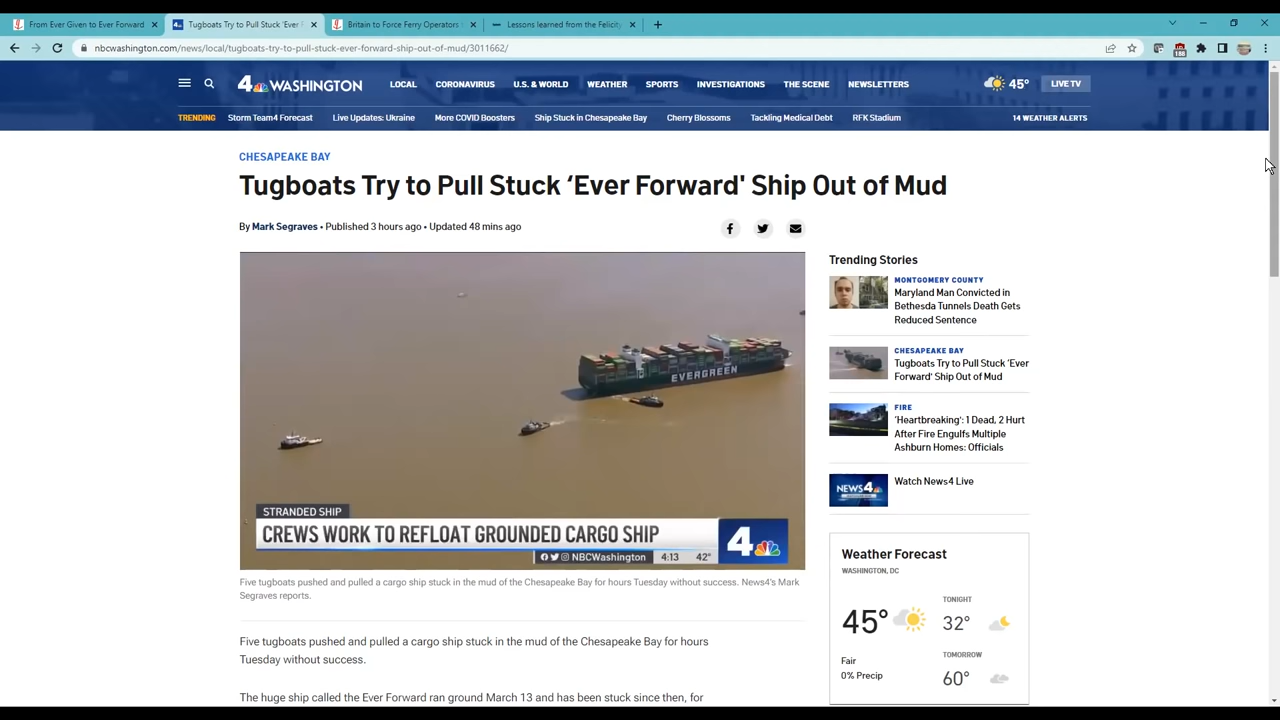 From Ever Given to Ever Forward
Tugboats Try to Pull Stuck 'Ever F
Britain to Force Ferry Operators
Lessons learned from the Felicity
nbcwashington.com/news/local/tugboats-try-to-pull-stuck-ever-forward-ship-out-of-mud/3011662/
188
4 WASHINGTON
LOCAL CORONAVIRUS U.S. & WORLD WEATHER SPORTS INVESTIGATIONS THE SCENE NEWSLETTERS
45°
LIVE TV
TRENDING Storm Team4 Forecast Live Updates: Ukraine More COVID Boosters Ship Stuck in Chesapeake Bay Cherry Blossoms Tackling Medical Debt RFK Stadium
14 WEATHER ALERTS
CHESAPEAKE BAY
Tugboats Try to Pull Stuck ‘Ever Forward' Ship Out of Mud
By Mark Segraves • Published 3 hours ago • Updated 48 mins ago
EVERGREEN
STRANDED SHIP
CREWS WORK TO REFLOAT GROUNDED CARGO SHIP
4
NBCWashington 4:13 42°
Five tugboats pushed and pulled a cargo ship stuck in the mud of the Chesapeake Bay for hours Tuesday without success. News4's Mark
Segraves reports.
Five tugboats pushed and pulled a cargo ship stuck in the mud of the Chesapeake Bay for hours
Tuesday without success.
The huge ship called the Ever Forward ran ground March 13 and has been stuck since then, for
Trending Stories
MONTGOMERY COUNTY
Maryland Man Convicted in
Bethesda Tunnels Death Gets
Reduced Sentence
CHESAPEAKE BAY
Tugboats Try to Pull Stuck ‘Ever
Forward' Ship Out of Mud
FIRE
‘Heartbreaking’: 1 Dead, 2 Hurt
After Fire Engulfs Multiple
Ashburn Homes: Officials
NEWS4
Watch News4 Live
Weather Forecast
WASHINGTON, DC
45°
Fair
0% Precip
TONIGHT
32°
TOMORROW
60°